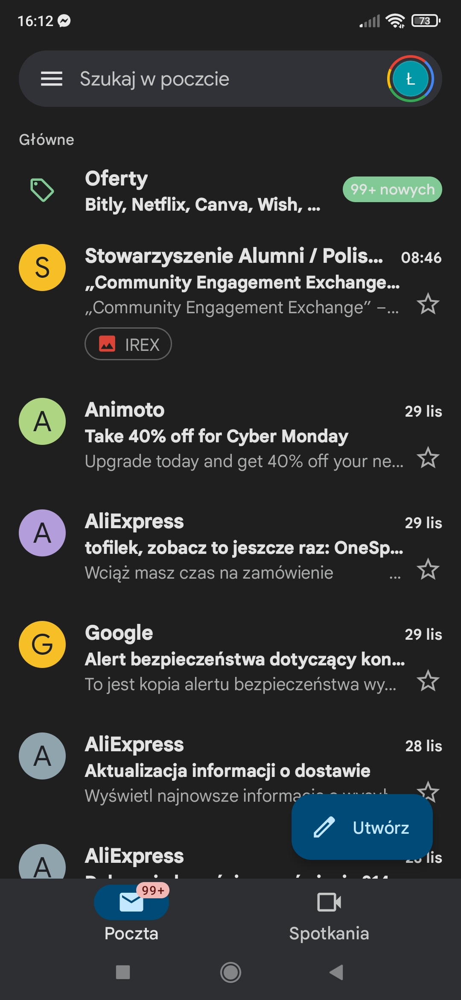 16:12
73
Szukaj w poczcie
Ł
Główne
Oferty
99+ nowych
Bitly, Netflix, Canva, Wish, ...
S
Stowarzyszenie Alumni / Polis...
08:46
„Community Engagement Exchange...
„Community Engagement Exchange” –...
IREX
A
Animoto
29 lis
Take 40% off for Cyber Monday
Upgrade today and get 40% off your ne...
A
AliExpress
29 lis
tofilek, zobacz to jeszcze raz: OneSp...
Wciąż masz czas na zamówienie ...
G
Google
29 lis
Alert bezpieczeństwa dotyczący kon...
To jest kopia alertu bezpieczeństwa wy...
A
AliExpress
28 lis
Aktualizacja informacji o dostawie
Wyświetl najnowsze
Utwórz
A
AliExpress
lis
99+
Poczta
Spotkania